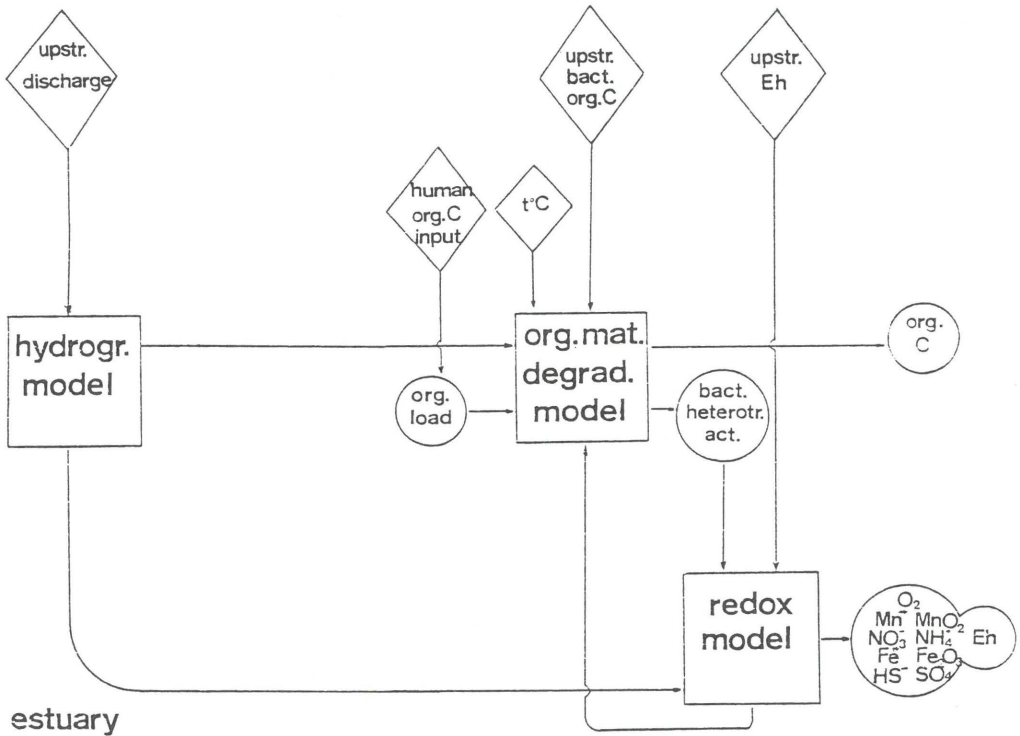 upstr.
discharge
upstr.
bact.
org.C
upstr.
Eh
human
org.C
input
t°C
hydrogr.
model
org.mat.
degrad.
model
org.
C
org.
load
bact.
heterotr.
act.
redox
model
O₂
Mn⁺ MnO₂
NO₃⁻ NH₄⁺
Fe⁺ Fe₂O₃
HS⁻ SO₄⁼
Eh
estuary